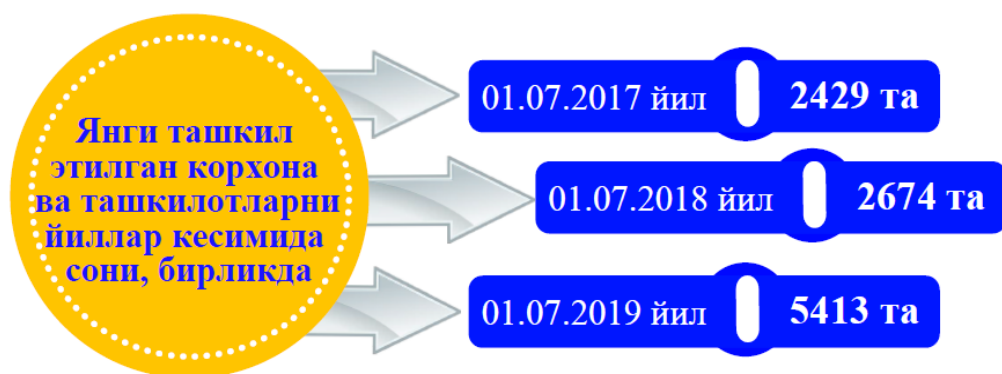 Янги ташкил
этилган корхона
ва ташкилотларни
йиллар кесимида
сони, бирликда
01.07.2017 йил 2429 та
01.07.2018 йил 2674 та
01.07.2019 йил 5413 та